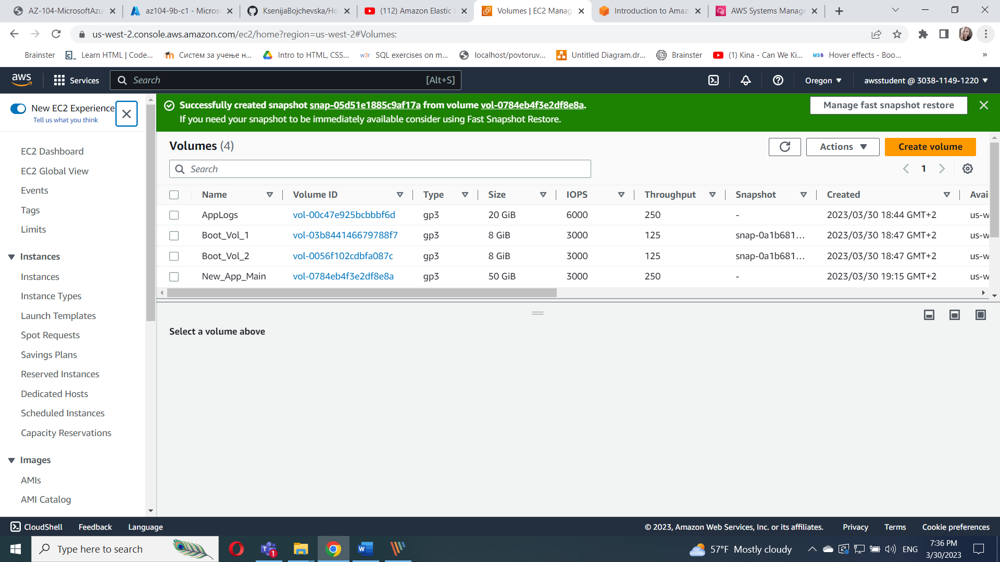 AZ-104-MicrosoftAzu
az104-9b-c1 - Micros
KsenijaBojchevska/Ho
(112) Amazon Elastic
Volumes | EC2 Manag
Introduction to Amaz
AWS Systems Manage
us-west-2.console.aws.amazon.com/ec2/home?region=us-west-2#Volumes:
Brainster
Learn HTML | Code...
Систем за учење н...
Intro to HTML, CSS...
w3r SQL exercises on m...
localhost/povtoruv...
Untitled Diagram.dr...
Brainster
(1) Kina - Can We Ki...
MDB Hover effects - Boo...
»
aws
Services
Search [Alt+S]
Oregon
awsstudent @ 3038-1149-1220
New EC2 Experience
Tell us what you think
EC2 Dashboard
EC2 Global View
Events
Tags
Limits
Instances
Instances
Instance Types
Launch Templates
Spot Requests
Savings Plans
Reserved Instances
Dedicated Hosts
Scheduled Instances
Capacity Reservations
Images
AMIs
AMI Catalog
Successfully created snapshot snap-05d51e1885c9af17a from volume vol-0784eb4f3e2df8e8a.
If you need your snapshot to be immediately available consider using Fast Snapshot Restore.
Manage fast snapshot restore
Volumes (4)
Actions
Create volume
Search
1
Name Volume ID Type Size IOPS Throughput Snapshot Created Avai
AppLogs vol-00c47e925bcbbbf6d gp3 20 GiB 6000 250 - 2023/03/30 18:44 GMT+2 us-w
Boot_Vol_1 vol-03b844146679788f7 gp3 8 GiB 3000 125 snap-0a1b681... 2023/03/30 18:47 GMT+2 us-w
Boot_Vol_2 vol-0056f102cdbfa087c gp3 8 GiB 3000 125 snap-0a1b681... 2023/03/30 18:47 GMT+2 us-w
New_App_Main vol-0784eb4f3e2df8e8a gp3 50 GiB 3000 250 - 2023/03/30 19:15 GMT+2 us-w
Select a volume above
CloudShell Feedback Language
© 2023, Amazon Web Services, Inc. or its affiliates. Privacy Terms Cookie preferences
Type here to search
1
57°F Mostly cloudy
ENG
7:36 PM
3/30/2023